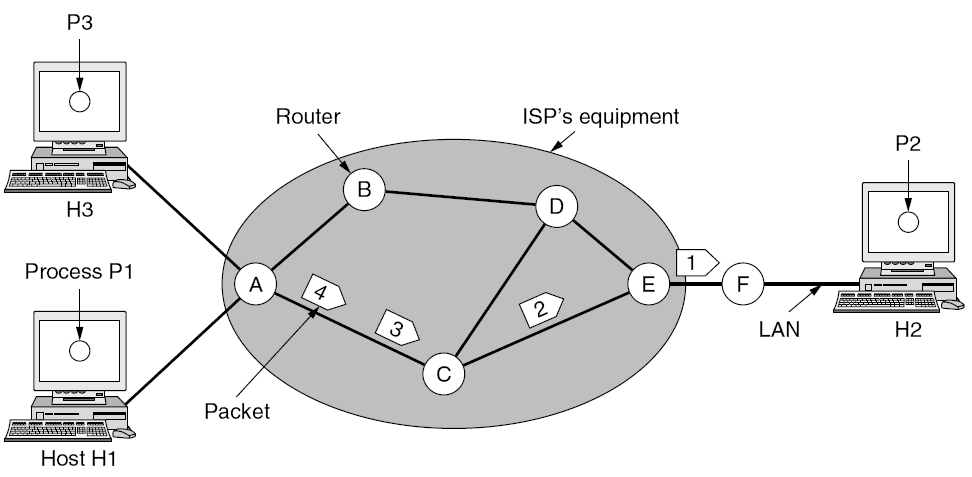 P3
Router
ISP's equipment
P2
B
D
H3
Process P1
A
4
3
2
E
1
F
C
LAN
H2
Packet
Host H1